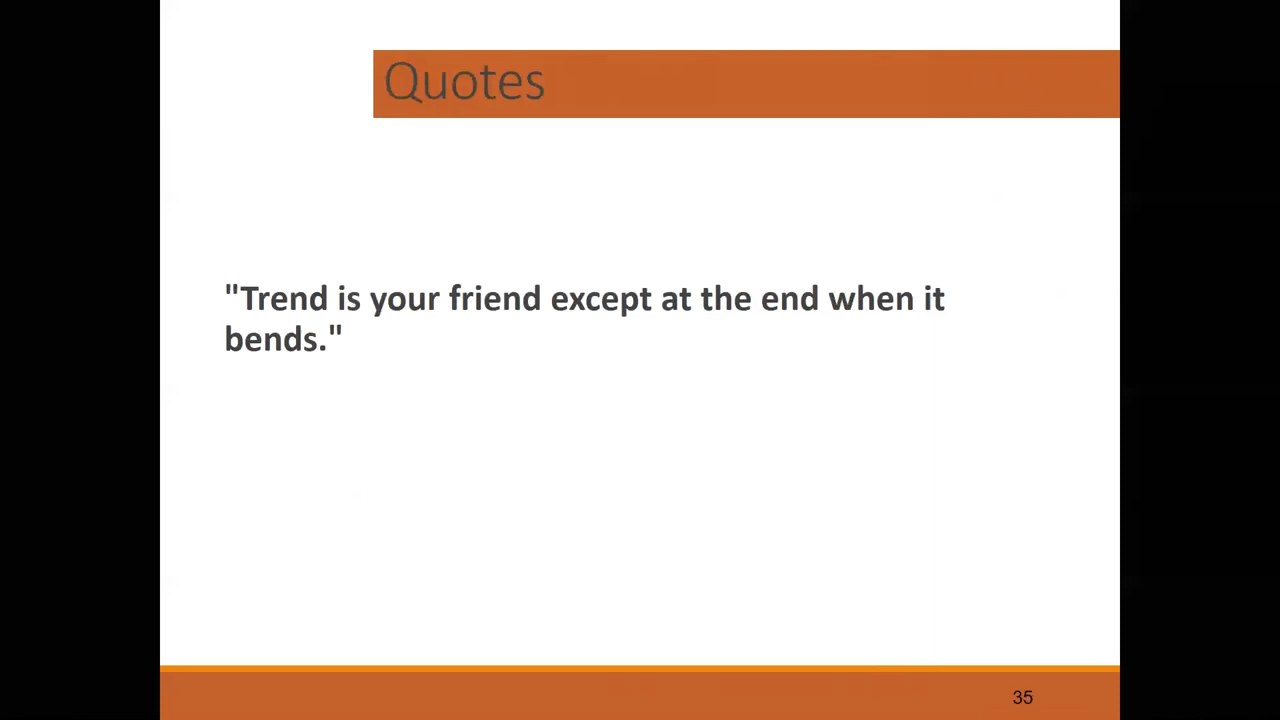 Quotes
"Trend is your friend except at the end when it
bends."
35